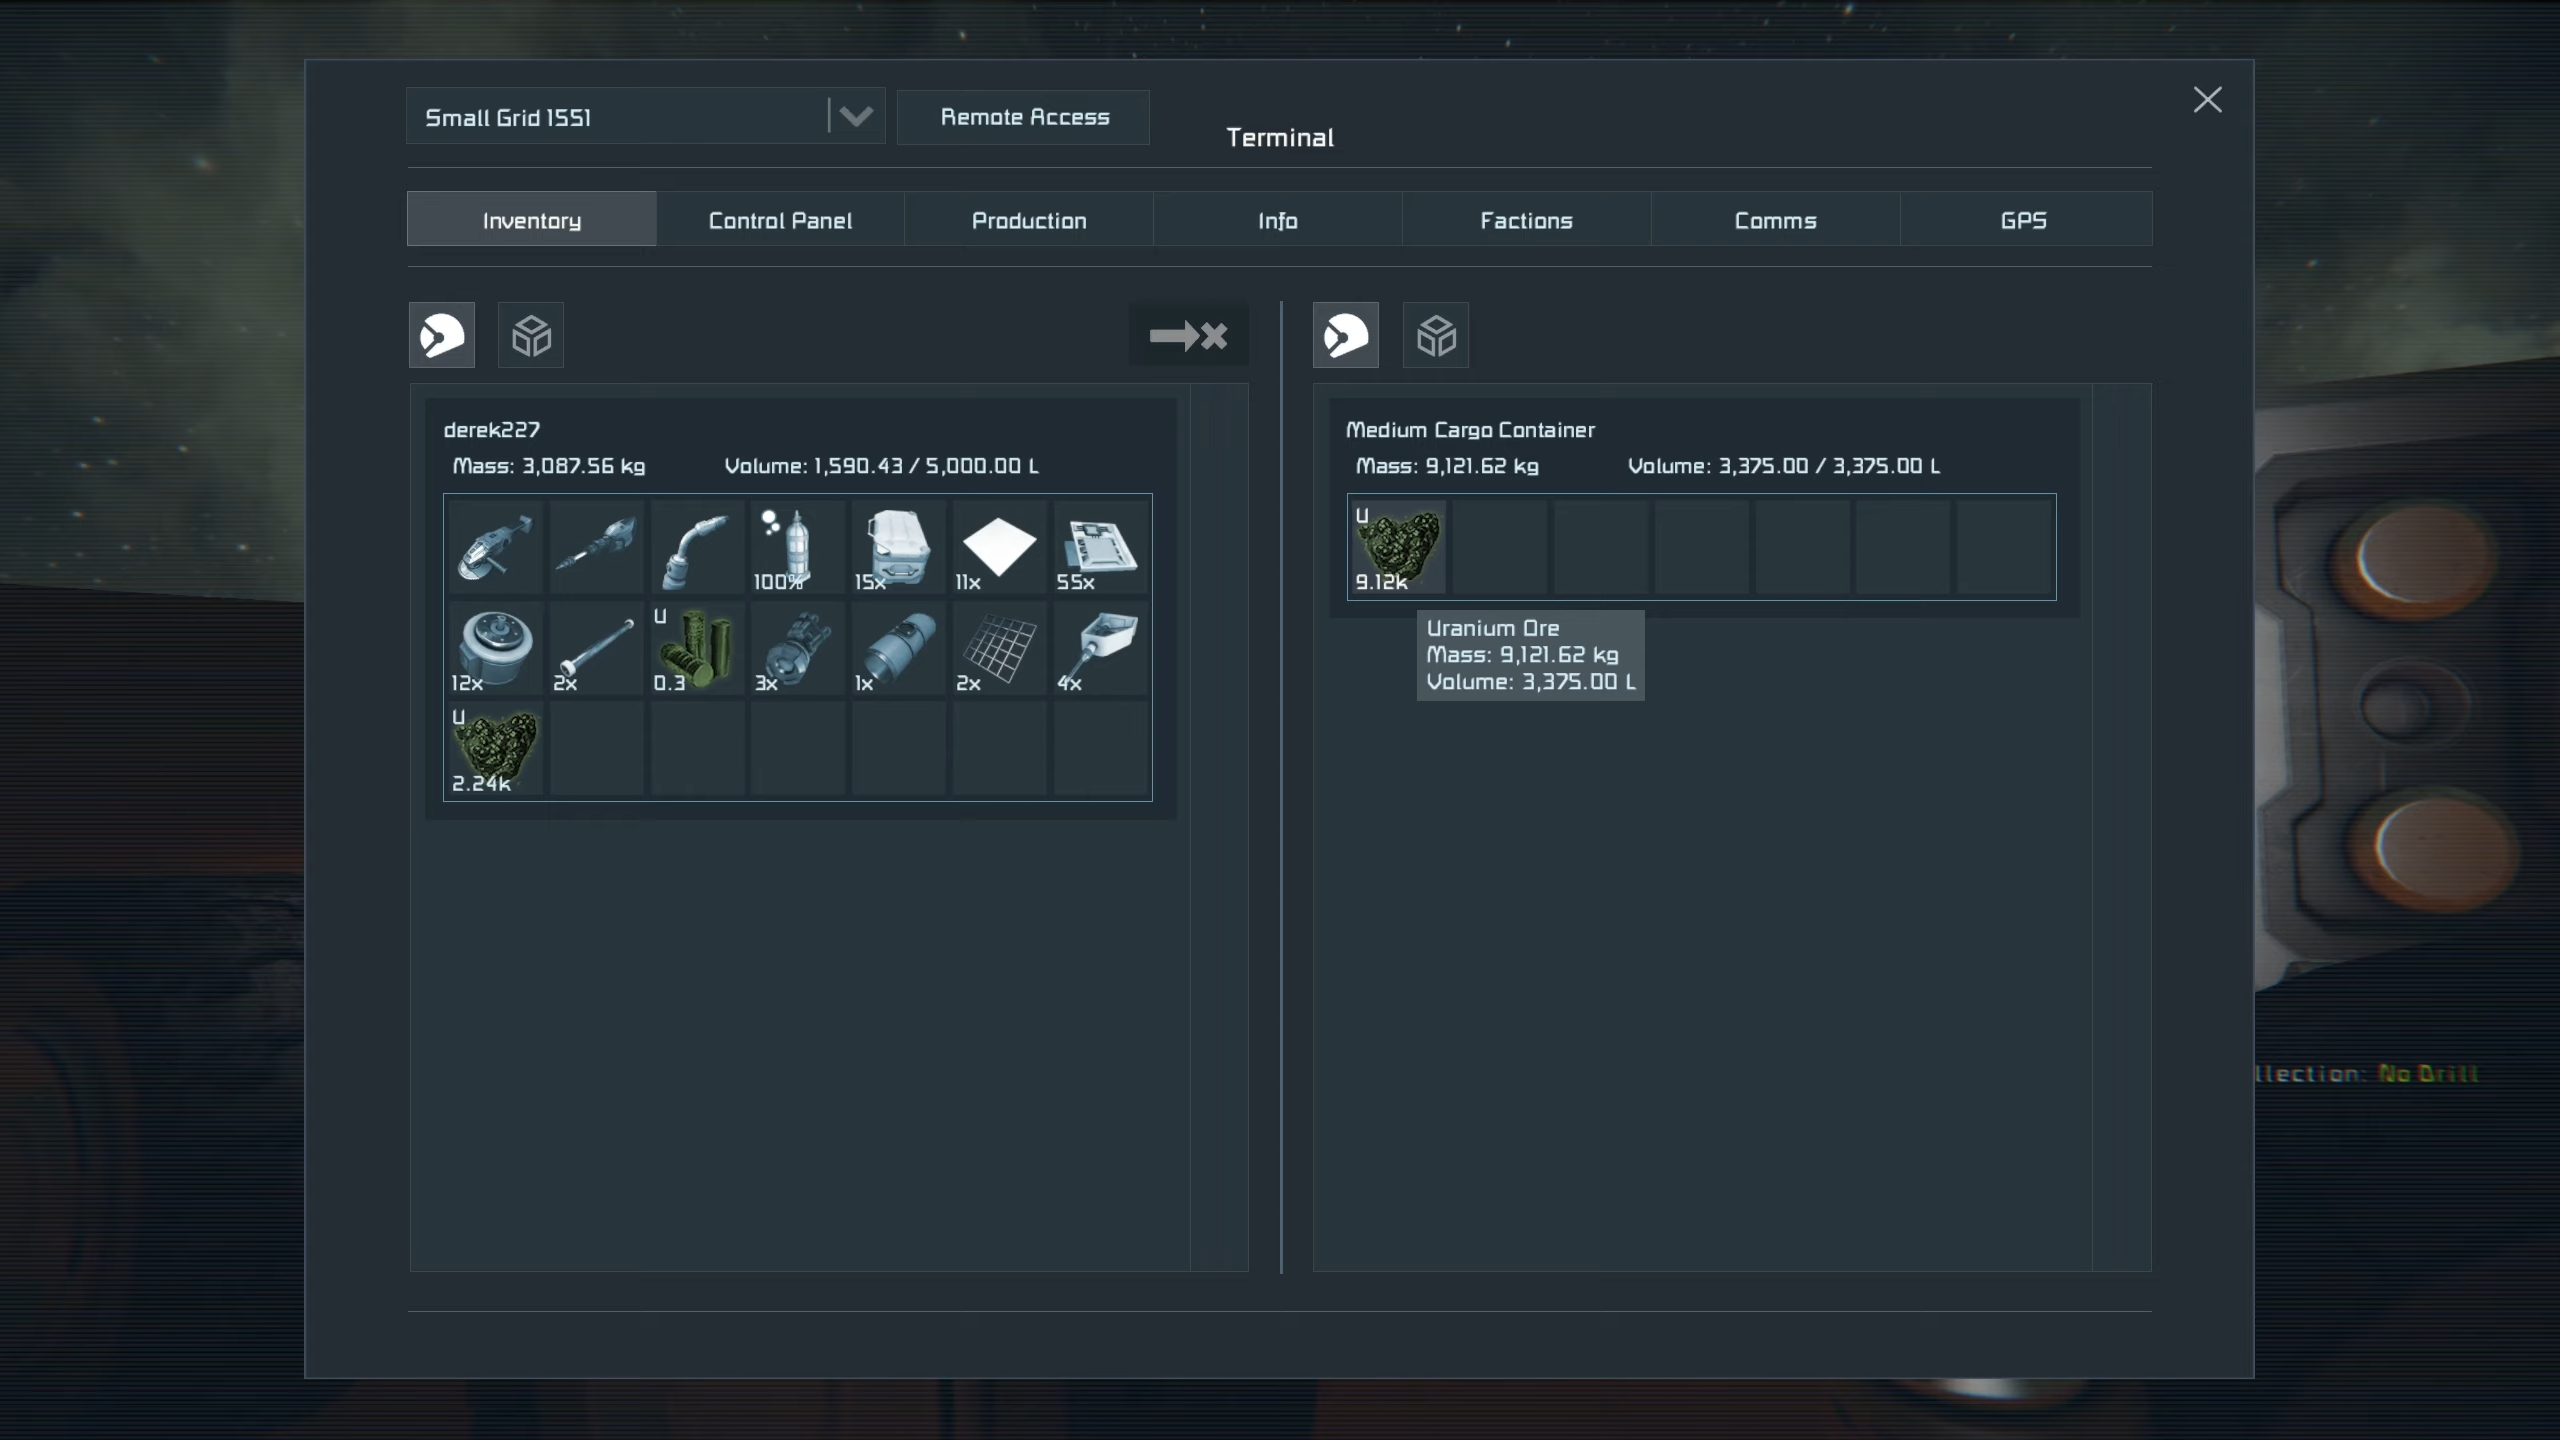 Small Grid 1551
Remote Access
Terminal
Inventory
Control Panel
Production
Info
Factions
Comms
GPS
derek227
Mass: 3,087.56 kg
Volume: 1,590.43 / 5,000.00 L
100%
15x
11x
55x
U
12x
2x
0.3
3x
1x
2x
4x
U
2.24k
Medium Cargo Container
Mass: 9,121.62 kg
Volume: 3,375.00 / 3,375.00 L
U
9.12k
Uranium Ore
Mass: 9,121.62 kg
Volume: 3,375.00 L
llection: No Drill